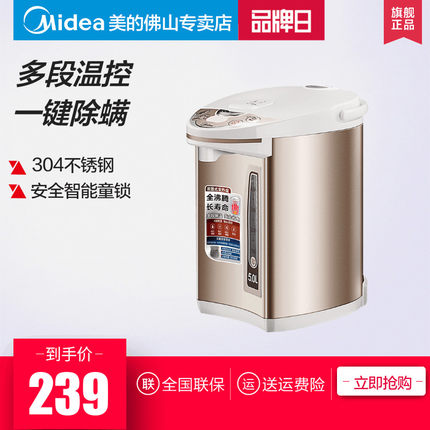 Midea 美的佛山专卖店 品牌日
旗舰
正品
多段温控
一键除螨
304不锈钢
安全智能童锁
全沸腾
长寿命
5.0L
到手价¥
239
联 全国联保 运 送运费险
立即抢购